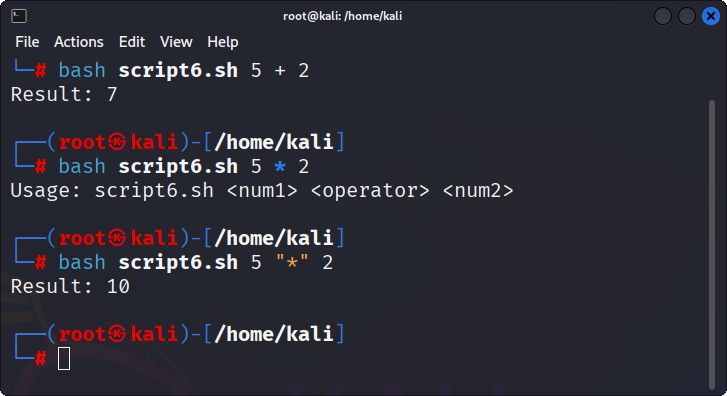 root@kali: /home/kali
File Actions Edit View Help
└─# bash script6.sh 5 + 2
Result: 7
┌──(root㉿kali)-[/home/kali]
└─# bash script6.sh 5 * 2
Usage: script6.sh <num1> <operator> <num2>
┌──(root㉿kali)-[/home/kali]
└─# bash script6.sh 5 "*" 2
Result: 10
┌──(root㉿kali)-[/home/kali]
└─#